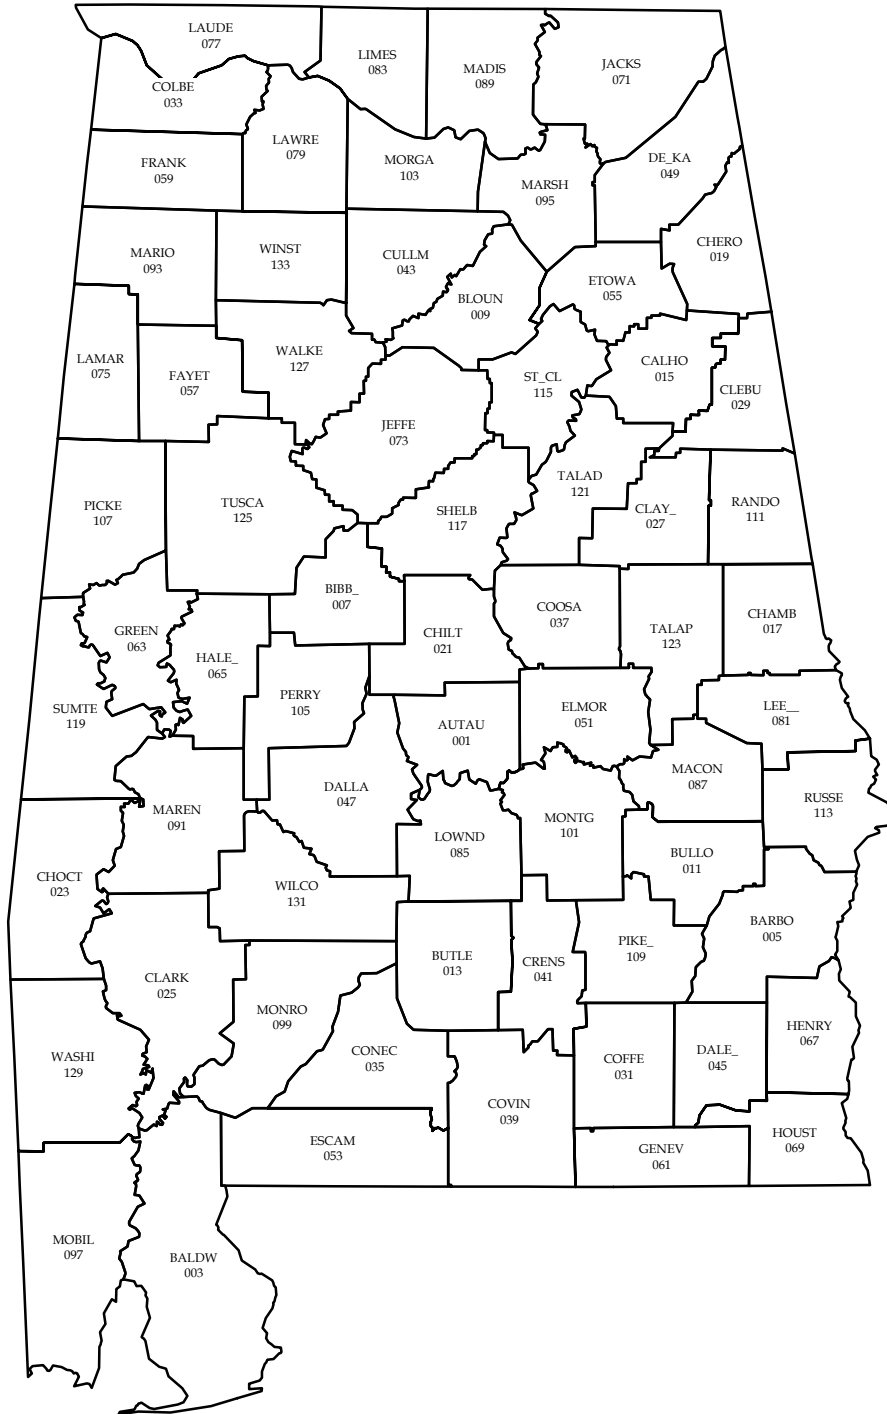 LAUDE
077
LIMES
083
MADIS
089
JACKS
071
COLBE
033
LAWRE
079
FRANK
059
MORGA
103
DE_KA
049
MARSH
095
MARIO
093
WINST
133
CULLM
043
CHERO
019
BLOUN
009
ETOWA
055
LAMAR
075
FAYET
057
WALKE
127
ST_CL
115
CALHO
015
CLEBU
029
JEFFE
073
PICKE
107
TUSCA
125
SHELB
117
TALAD
121
CLAY_
027
RANDO
111
BIBB_
007
GREEN
063
HALE_
065
CHILT
021
COOSA
037
TALAP
123
CHAMB
017
SUMTE
119
PERRY
105
AUTAU
001
ELMOR
051
LEE__
081
DALLA
047
MACON
087
RUSSE
113
MAREN
091
LOWND
085
MONTG
101
BULLO
011
CHOCT
023
WILCO
131
BARBO
005
CLARK
025
BUTLE
013
CRENS
041
PIKE_
109
MONRO
099
HENRY
067
WASHI
129
CONEC
035
COFFE
031
DALE_
045
COVIN
039
ESCAM
053
GENEV
061
HOUST
069
MOBIL
097
BALDW
003